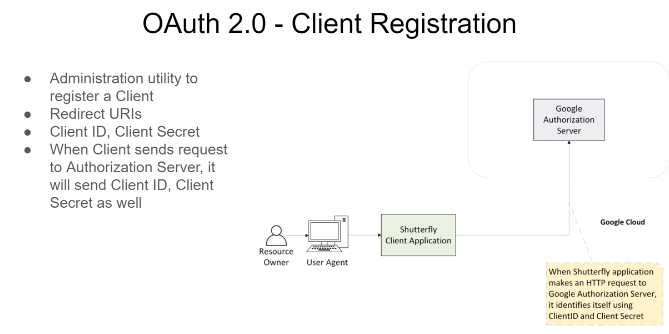 OAuth 2.0 - Client Registration
● Administration utility to
register a Client
● Redirect URIs
● Client ID, Client Secret
● When Client sends request
to Authorization Server, it
will send Client ID, Client
Secret as well
Google
Authorization
Server
Google Cloud
Shutterfly
Client Application
Resource
Owner
User Agent
When Shutterfly application
makes an HTTP request to
Google Authorization Server,
it identifies itself using
ClientID and Client Secret